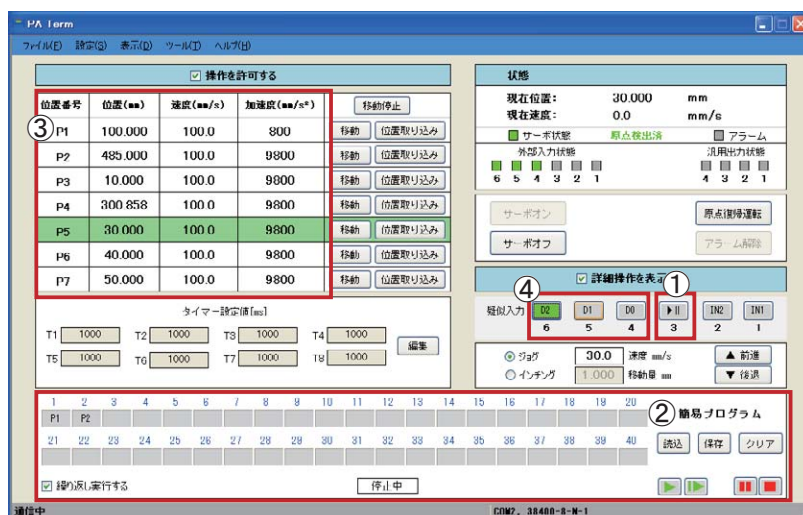 PA Term
ファイル(F) 設定(S) 表示(D) ツール(T) ヘルプ(H)
操作を許可する
位置番号 位置(mm) 速度(mm/s) 加速度(mm/s²) 移動停止
③
P1 100.000 100.0 800 移動 位置取り込み
P2 485.000 100.0 9800 移動 位置取り込み
P3 10.000 100.0 9800 移動 位置取り込み
P4 300.858 100.0 9800 移動 位置取り込み
P5 30.000 100.0 9800 移動 位置取り込み
P6 40.000 100.0 9800 移動 位置取り込み
P7 50.000 100.0 9800 移動 位置取り込み
タイマー設定値[ms]
T1 1000 T2 1000 T3 1000 T4 1000
T5 1000 T6 1000 T7 1000 T8 1000
編集
状態
現在位置: 30.000 mm
現在速度: 0.0 mm/s
サーボ状態 原点検出済 アラーム
外部入力状態 汎用出力状態
6 5 4 3 2 1 4 3 2 1
サーボオン 原点復帰運転
サーボオフ アラーム解除
詳細操作を表示
④ ①
疑似入力 D2 D1 D0 IN2 IN1
6 5 4 3 2 1
ジョグ 30.0 速度 mm/s ▲ 前進
インチング 1.000 移動量 mm ▼ 後退
1 2 3 4 5 6 7 8 9 10 11 12 13 14 15 16 17 18 19 20
② 簡易プログラム
P1 P2
21 22 23 24 25 26 27 28 29 30 31 32 33 34 35 36 37 38 39 40
読込 保存 クリア
繰り返し実行する 停止中
通信中 COM2, 38400-8-N-1